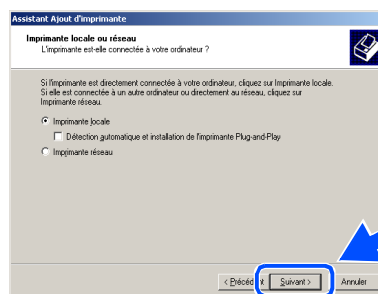 Assistant Ajout d'imprimante
Imprimante locale ou réseau
L'imprimante est-elle connectée à votre ordinateur ?
Si l'imprimante est directement connectée à votre ordinateur, cliquez sur Imprimante locale.
Si elle est connectée à un autre ordinateur ou directement au réseau, cliquez sur
Imprimante réseau.
Imprimante locale
Détection automatique et installation de l'imprimante Plug-and-Play
Imprimante réseau
< Précédent Suivant > Annuler